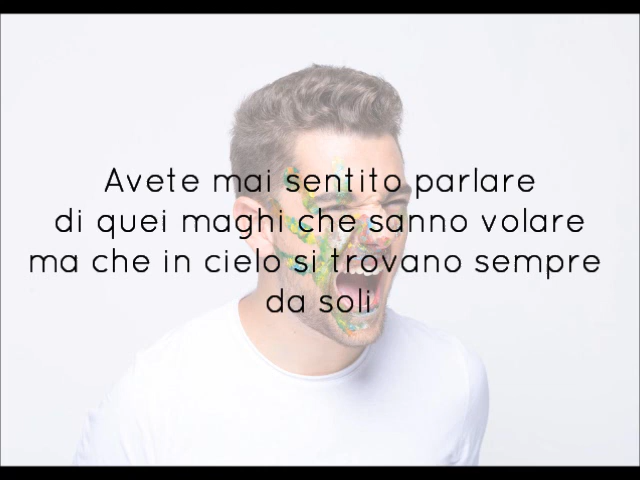 Avete mai sentito parlare
di quei maghi che sanno volare
ma che in cielo si trovano sempre
da soli